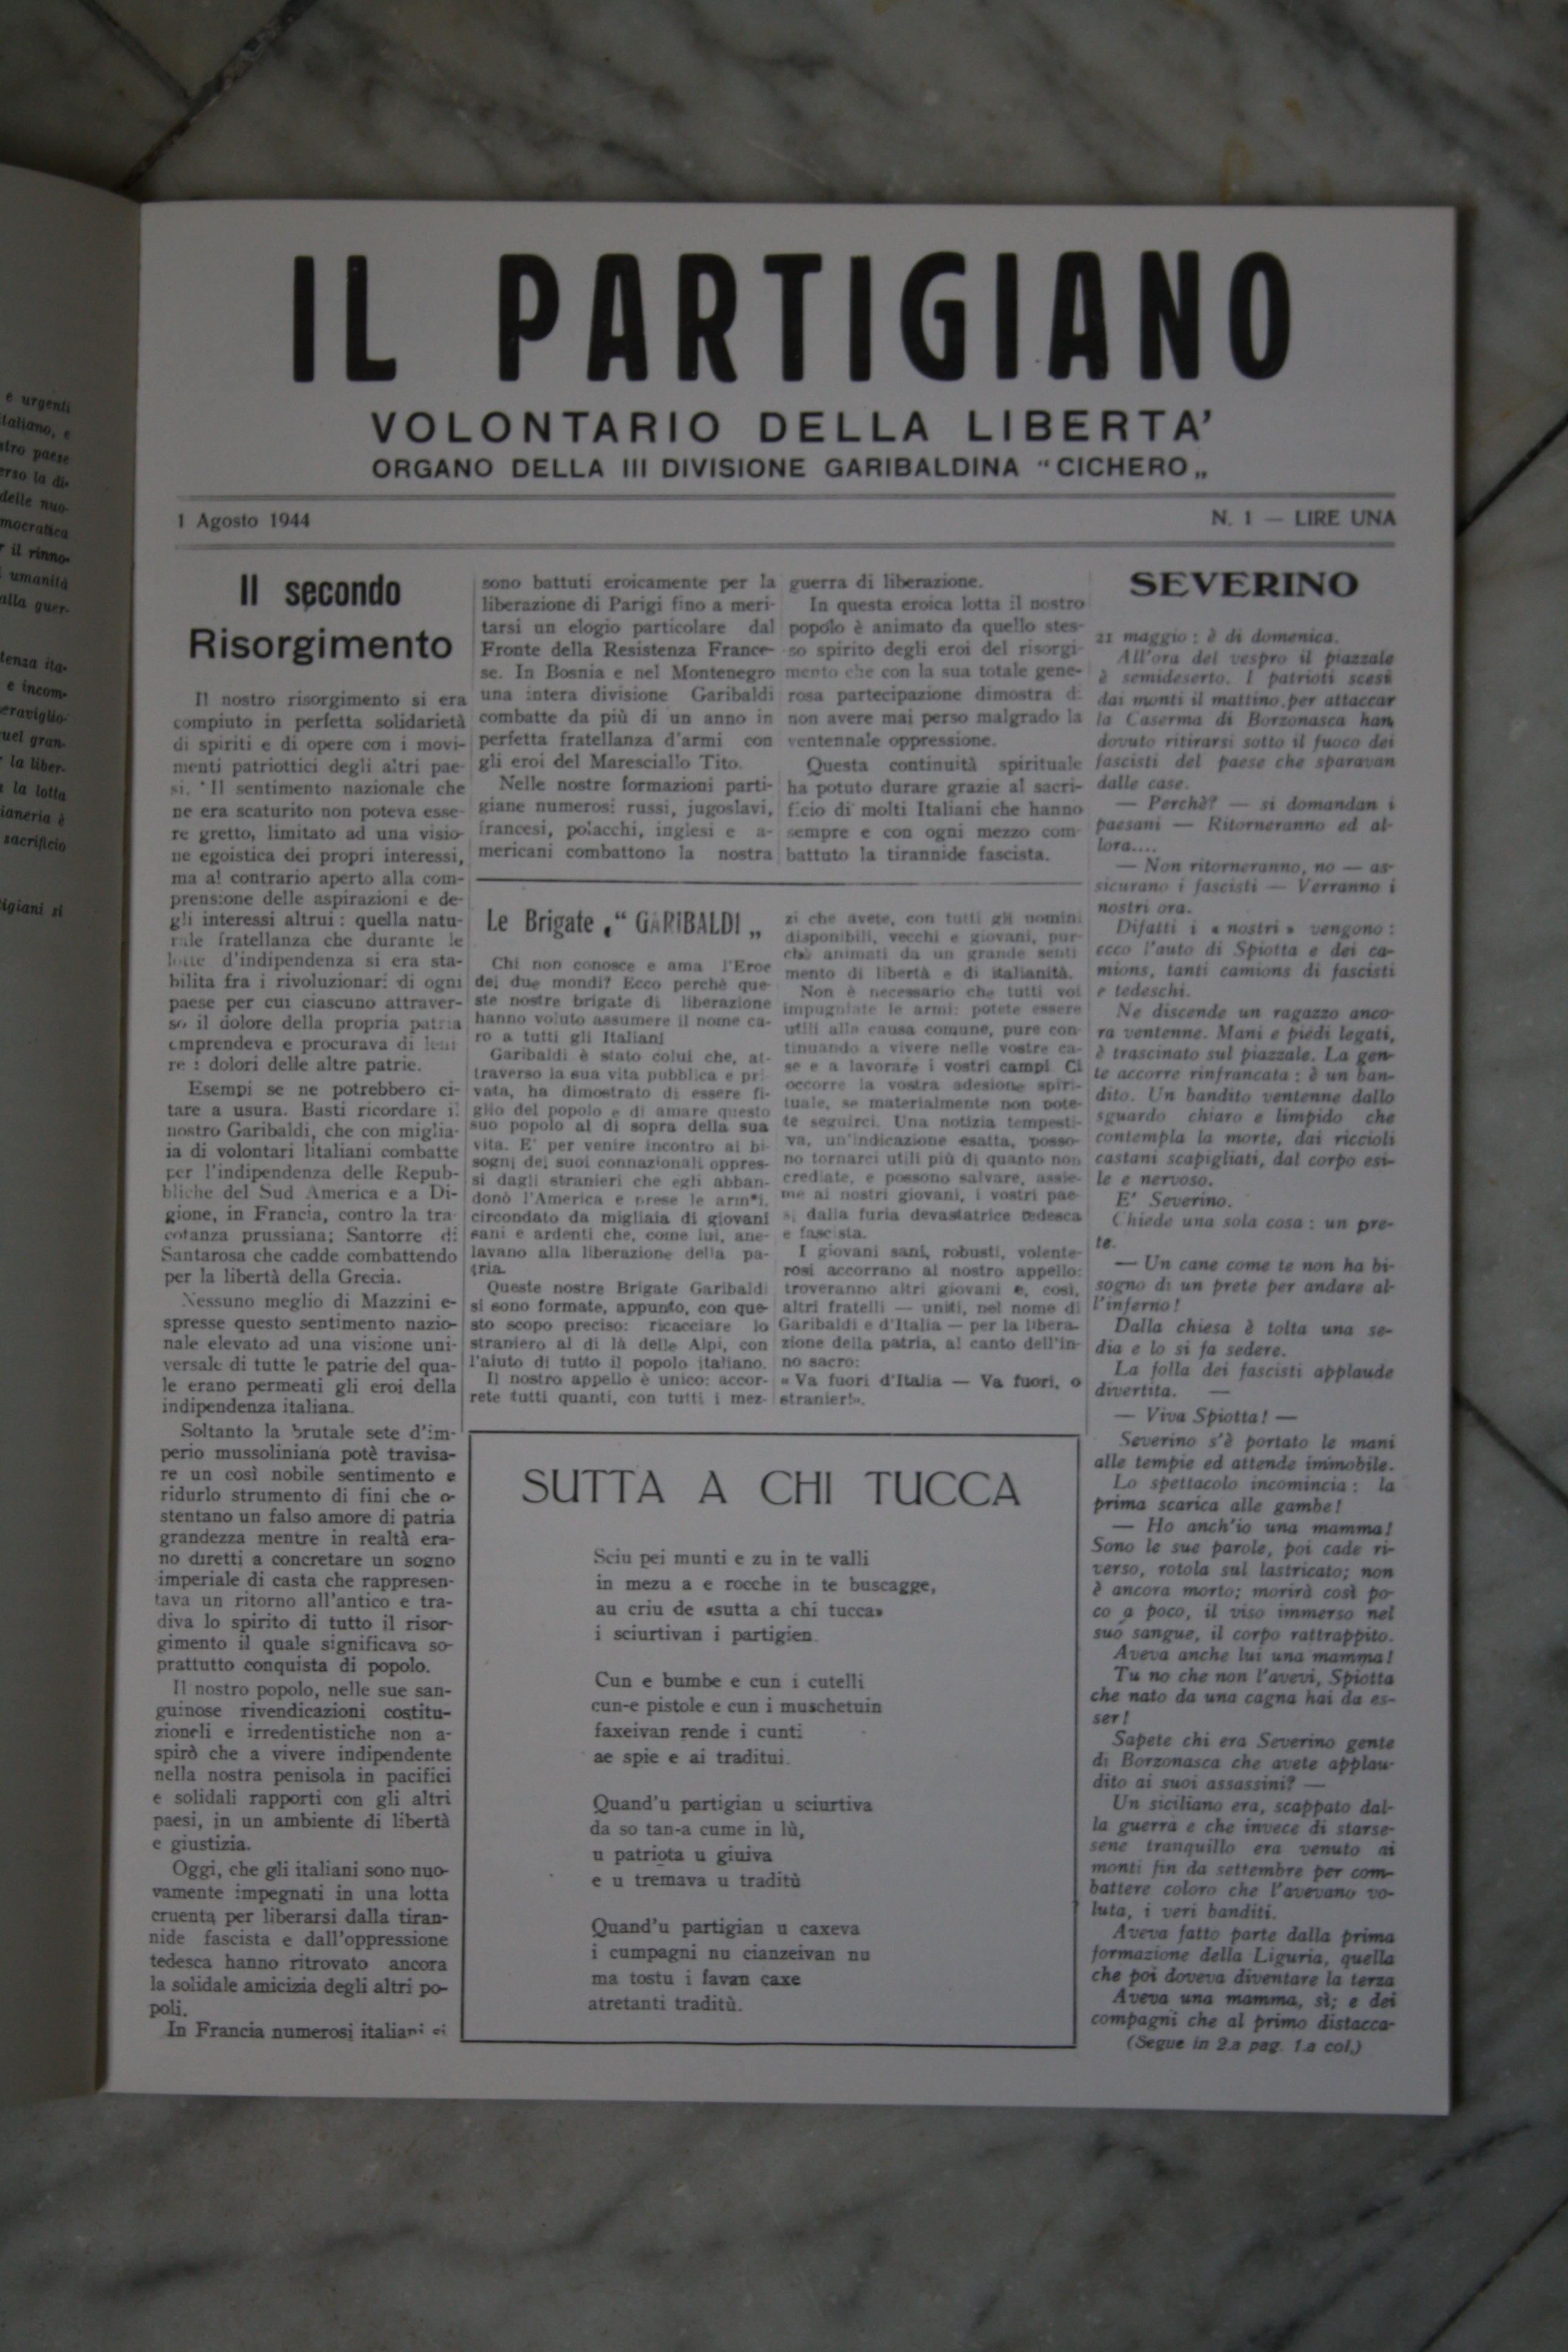 e urgenti
italiano, e
stro paese
erso la di-
delle nuo-
mocratica
r il rinno-
umanità
alla guer-
tenza ita-
e incom-
eraviglio-
uel gran-
la liber-
la lotta
ianeria è
sacrificio
tigiani si
IL PARTIGIANO
VOLONTARIO DELLA LIBERTA'
ORGANO DELLA III DIVISIONE GARIBALDINA "CICHERO„
1 Agosto 1944
N. 1 — LIRE UNA
Il secondo
Risorgimento
Il nostro risorgimento si era
compiuto in perfetta solidarietà
di spiriti e di opere con i movi-
menti patriottici degli altri pae-
si. Il sentimento nazionale che
ne era scaturito non poteva esse-
re gretto, limitato ad una visio-
ne egoistica dei propri interessi,
ma al contrario aperto alla com-
prensione delle aspirazioni e de-
gli interessi altrui : quella natu-
rale fratellanza che durante le
lotte d'indipendenza si era sta-
bilita fra i rivoluzionari di ogni
paese per cui ciascuno attraver-
so il dolore della propria patria
comprendeva e procurava di leni
re i dolori delle altre patrie.
Esempi se ne potrebbero ci-
tare a usura. Basti ricordare il
nostro Garibaldi, che con miglia-
ia di volontari litaliani combatte
per l'indipendenza delle Repub-
bliche del Sud America e a Di-
gione, in Francia, contro la tra-
cotanza prussiana; Santorre di
Santarosa che cadde combattendo
per la libertà della Grecia.
Nessuno meglio di Mazzini e-
spresse questo sentimento nazio-
nale elevato ad una visione uni-
versale di tutte le patrie del qua-
le erano permeati gli eroi della
indipendenza italiana.
Soltanto la brutale sete d'im-
perio mussoliniana potè travisa-
re un così nobile sentimento e
ridurlo strumento di fini che o-
stentano un falso amore di patria
grandezza mentre in realtà era-
no diretti a concretare un sogno
imperiale di casta che rappresen-
tava un ritorno all'antico e tra-
diva lo spirito di tutto il risor-
gimento il quale significava so-
prattutto conquista di popolo.
Il nostro popolo, nelle sue san-
guinose rivendicazioni costitu-
zioneli e irredentistiche non a-
spirò che a vivere indipendente
nella nostra penisola in pacifici
e solidali rapporti con gli altri
paesi, in un ambiente di libertà
e giustizia.
Oggi, che gli italiani sono nuo-
vamente impegnati in una lotta
cruenta per liberarsi dalla tiran-
nide fascista e dall'oppressione
tedesca hanno ritrovato ancora
la solidale amicizia degli altri po-
poli.
In Francia numerosi italiani si
sono battuti eroicamente per la
liberazione di Parigi fino a meri-
tarsi un elogio particolare dal
Fronte della Resistenza France-
se. In Bosnia e nel Montenegro
una intera divisione Garibaldi
combatte da più di un anno in
perfetta fratellanza d'armi con
gli eroi del Maresciallo Tito.
Nelle nostre formazioni parti-
giane numerosi russi, jugoslavi,
francesi, polacchi, inglesi e a-
mericani combattono la nostra
guerra di liberazione.
In questa eroica lotta il nostro
popolo è animato da quello stes-
so spirito degli eroi del risorgi-
mento che con la sua totale gene-
rosa partecipazione dimostra di
non avere mai perso malgrado la
ventennale oppressione.
Questa continuità spirituale
ha potuto durare grazie al sacri-
ficio di molti Italiani che hanno
sempre e con ogni mezzo com-
battuto la tirannide fascista.
Le Brigate "GARIBALDI„
Chi non conosce e ama l'Eroe
dei due mondi? Ecco perchè que-
ste nostre brigate di liberazione
hanno voluto assumere il nome ca-
ro a tutti gli Italiani
Garibaldi è stato colui che, at-
traverso la sua vita pubblica e pri-
vata, ha dimostrato di essere fi-
glio del popolo e di amare questo
suo popolo al di sopra della sua
vita. E' per venire incontro ai bi-
sogni dei suoi connazionali oppres-
si dagli stranieri che egli abban-
donò l'America e prese le arm*i,
circondato da migliaia di giovani
sani e ardenti che, come lui, ane-
lavano alla liberazione della pa-
tria.
Queste nostre Brigate Garibaldi
si sono formate, appunto, con que-
sto scopo preciso: ricacciare lo
straniero al di là delle Alpi, con
l'aiuto di tutto il popolo italiano.
Il nostro appello è unico: accor-
rete tutti quanti, con tutti i mez-
zi che avete, con tutti gli uomini
disponibili, vecchi e giovani, pur-
chè animati da un grande senti
mento di libertà e di italianità.
Non è necessario che tutti voi
impugniate le armi: potete essere
utili alla causa comune, pure con-
tinuando a vivere nelle vostre ca-
se e a lavorare i vostri campi. Ci
occorre la vostra adesione spiri-
tuale, se materialmente non pote-
te seguirci. Una notizia tempesti-
va, un'indicazione esatta, posso-
no tornarci utili più di quanto non
crediate, e possono salvare, assie-
me ai nostri giovani, i vostri pae-
si dalla furia devastatrice tedesca
e fascista.
I giovani sani, robusti, volente-
rosi accorrano al nostro appello:
troveranno altri giovani e, così,
altri fratelli — uniti, nel nome di
Garibaldi e d'Italia — per la libera-
zione della patria, al canto dell'in-
no sacro:
« Va fuori d'Italia — Va fuori, o
stranier!».
SUTTA A CHI TUCCA
Sciu pei munti e zu in te valli
in mezu a e rocche in te buscagge,
au criu de «sutta a chi tucca»
i sciurtivan i partigien.
Cun e bumbe e cun i cutelli
cun-e pistole e cun i muschetuin
faxeivan rende i cunti
ae spie e ai traditui.
Quand'u partigian u sciurtiva
da so tan-a cume in lù,
u patriota u giuiva
e u tremava u traditù
Quand'u partigian u caxeva
i cumpagni nu cianzeivan nu
ma tostu i favan caxe
atretanti traditù.
SEVERINO
21 maggio : è di domenica.
All'ora del vespro il piazzale
è semideserto. I patrioti scesi
dai monti il mattino per attaccar
la Caserma di Borzonasca han
dovuto ritirarsi sotto il fuoco dei
fascisti del paese che sparavan
dalle case.
— Perchè? — si domandan i
paesani — Ritorneranno ed al-
lora....
— Non ritorneranno, no — as-
sicurano i fascisti — Verranno i
nostri ora.
Difatti i « nostri » vengono :
ecco l'auto di Spiotta e dei ca-
mions, tanti camions di fascisti
e tedeschi.
Ne discende un ragazzo anco-
ra ventenne. Mani e piedi legati,
è trascinato sul piazzale. La gen-
te accorre rinfrancata : è un ban-
dito. Un bandito ventenne dallo
sguardo chiaro e limpido che
contempla la morte, dai riccioli
castani scapigliati, dal corpo esi-
le e nervoso.
E' Severino.
Chiede una sola cosa : un pre-
te.
— Un cane come te non ha bi-
sogno di un prete per andare al-
l'inferno!
Dalla chiesa è tolta una se-
dia e lo si fa sedere.
La folla dei fascisti applaude
divertita. —
— Viva Spiotta! —
Severino s'è portato le mani
alle tempie ed attende immobile.
Lo spettacolo incomincia : la
prima scarica alle gambe!
— Ho anch'io una mamma!
Sono le sue parole, poi cade ri-
verso, rotola sul lastricato; non
è ancora morto; morirà così po-
co a poco, il viso immerso nel
suo sangue, il corpo rattrappito.
Aveva anche lui una mamma!
Tu no che non l'avevi, Spiotta
che nato da una cagna hai da es-
ser!
Sapete chi era Severino gente
di Borzonasca che avete applau-
dito ai suoi assassini? —
Un siciliano era, scappato dal-
la guerra e che invece di starse-
sene tranquillo era venuto ai
monti fin da settembre per com-
battere coloro che l'avevano vo-
luta, i veri banditi.
Aveva fatto parte dalla prima
formazione della Liguria, quella
che poi doveva diventare la terza
Aveva una mamma, sì; e dei
compagni che al primo distacca-
(Segue in 2.a pag. 1.a col.)